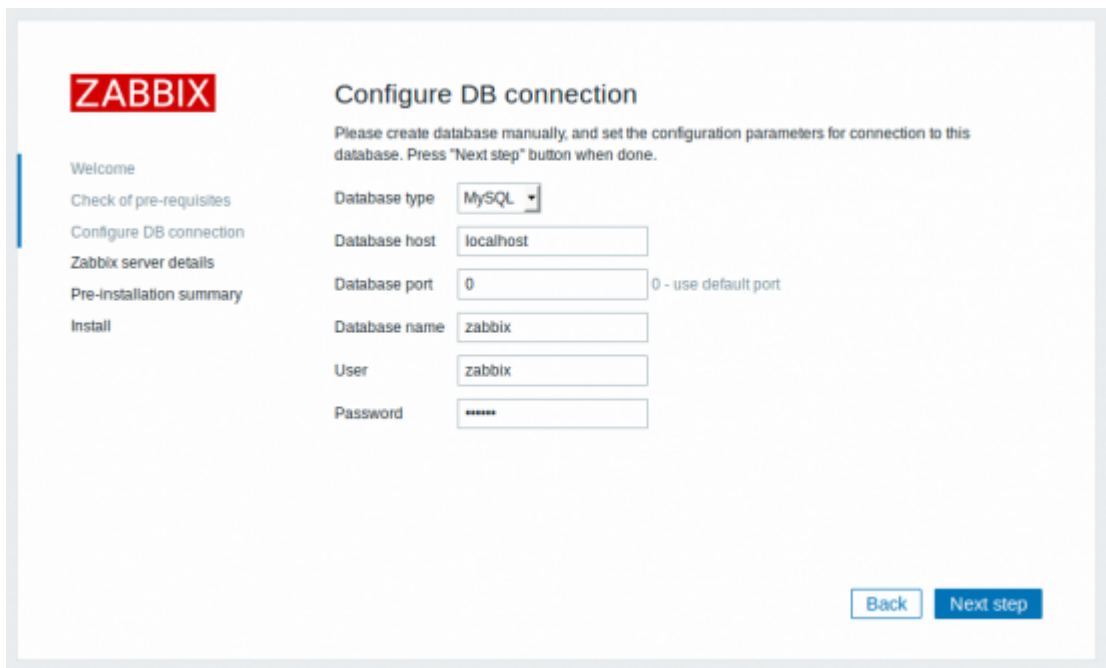 ZABBIX
Welcome
Check of pre-requisites
Configure DB connection
Zabbix server details
Pre-installation summary
Install
Configure DB connection
Please create database manually, and set the configuration parameters for connection to this
database. Press "Next step" button when done.
Database type MySQL
Database host localhost
Database port 0 0 - use default port
Database name zabbix
User zabbix
Password ••••••
Back Next step